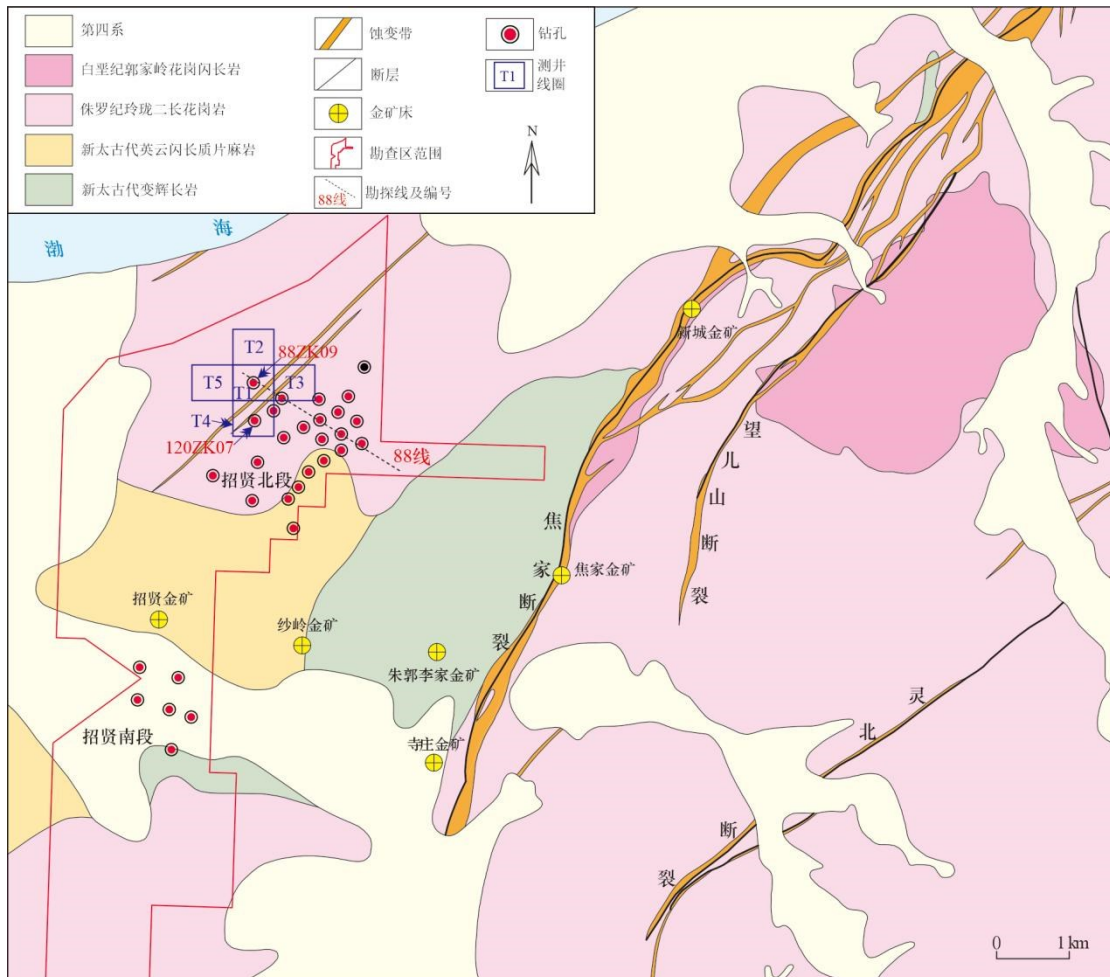 第四系
白垩纪郭家岭花岗闪长岩
侏罗纪玲珑二长花岗岩
新太古代英云闪长质片麻岩
新太古代变辉长岩
蚀变带
断层
金矿床
勘查区范围
88线
勘探线及编号
钻孔
T1
测井
线圈
N
渤海
新城金矿
T2
88ZK09
T5
T1
T3
T4
120ZK07
88线
招贤北段
望儿山断裂
焦家断裂
焦家金矿
招贤金矿
纱岭金矿
朱郭李家金矿
灵北断裂
招贤南段
寺庄金矿
0
1 km